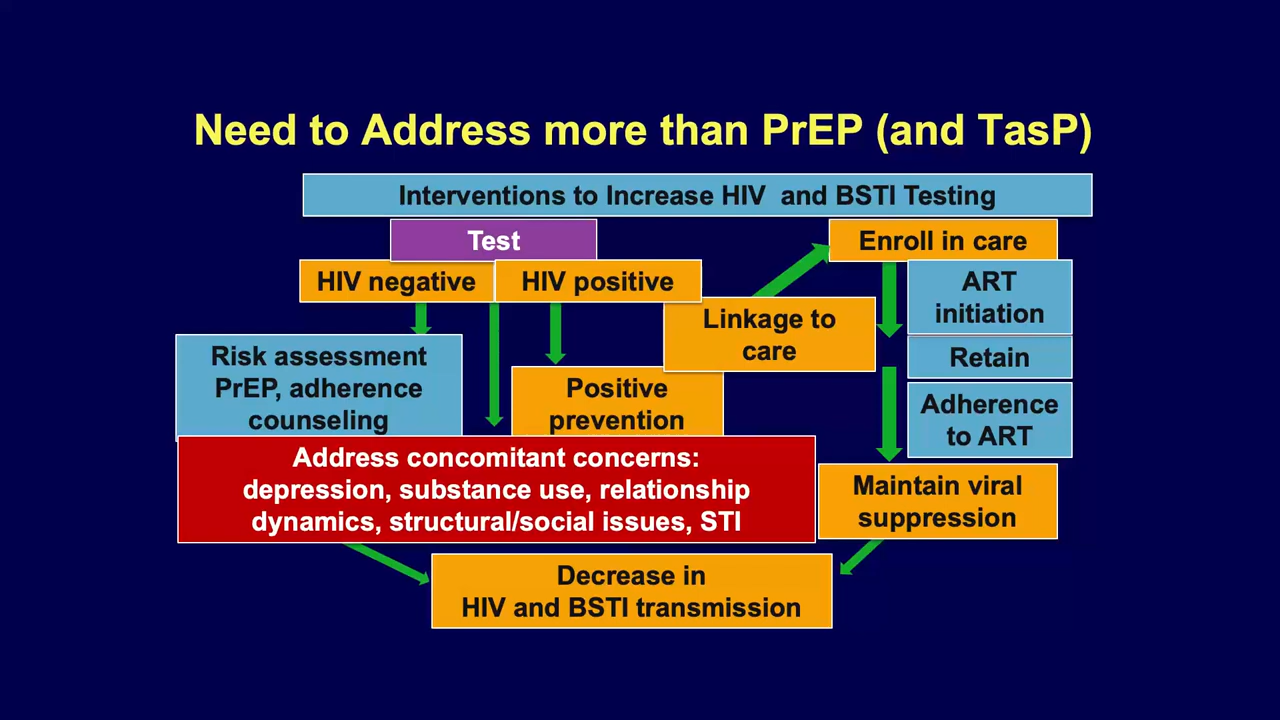 Need to Address more than PrEP (and TasP)
Interventions to Increase HIV and BSTI Testing
Test
Enroll in care
HIV negative
HIV positive
ART
initiation
Linkage to
care
Risk assessment
PrEP, adherence
counseling
Retain
Positive
prevention
Adherence
to ART
Address concomitant concerns:
depression, substance use, relationship
dynamics, structural/social issues, STI
Maintain viral
suppression
Decrease in
HIV and BSTI transmission